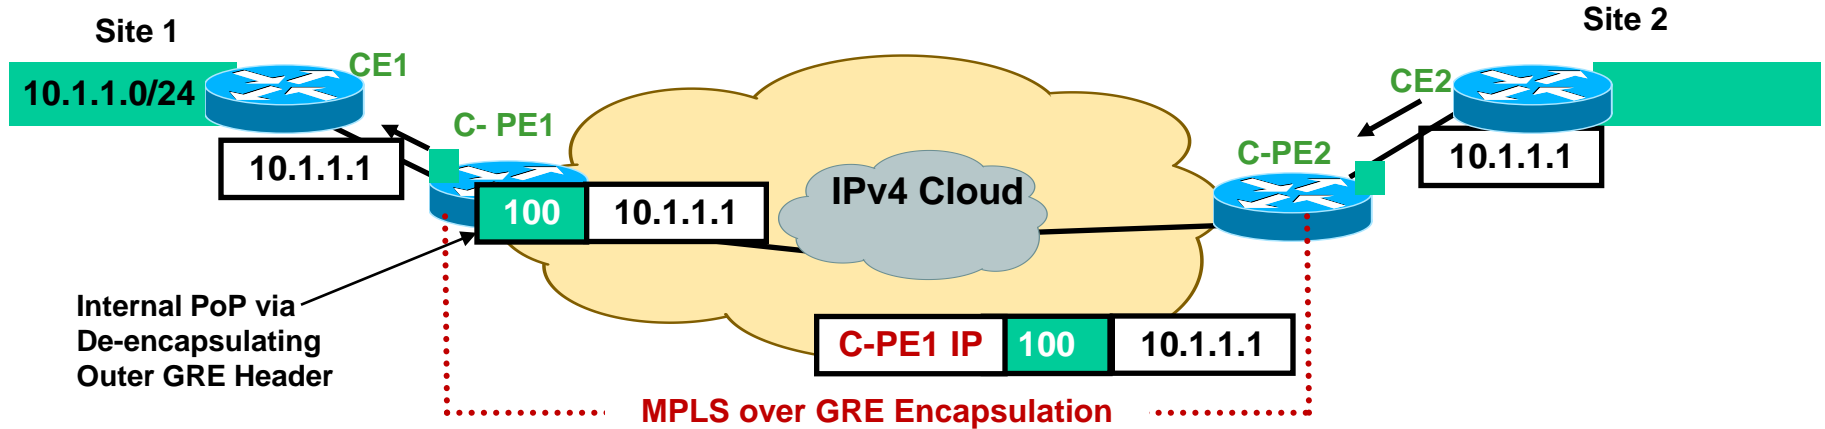 Site 1
Site 2
CE1
CE2
10.1.1.0/24
C- PE1
C-PE2
10.1.1.1
10.1.1.1
IPv4 Cloud
100
10.1.1.1
Internal PoP via
De-encapsulating
Outer GRE Header
C-PE1 IP
100
10.1.1.1
MPLS over GRE Encapsulation